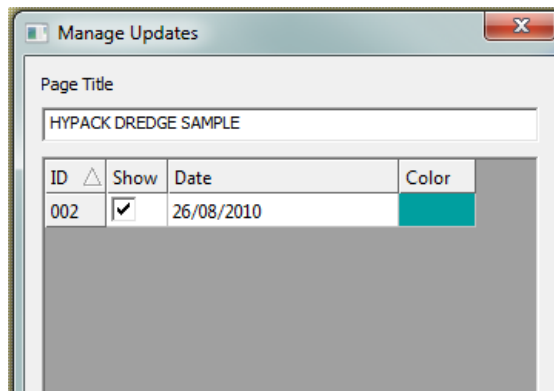 Manage Updates
Page Title
HYPACK DREDGE SAMPLE
ID Show Date Color
002 26/08/2010